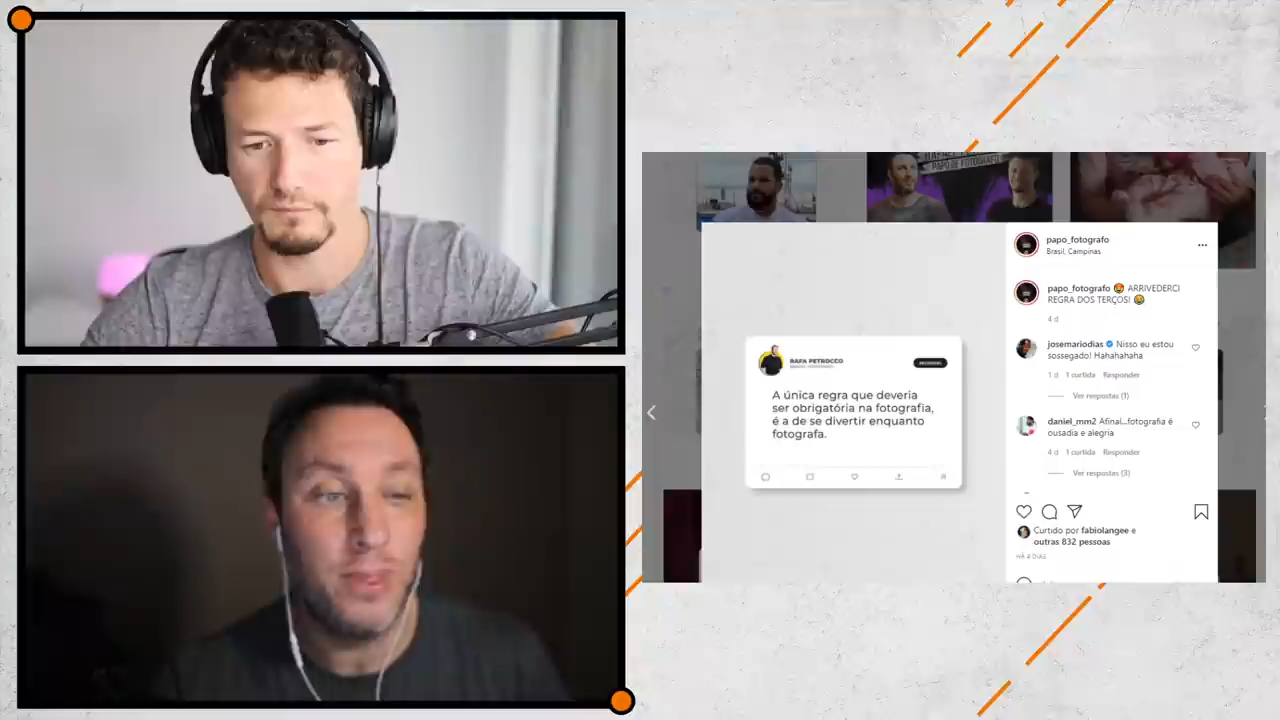 PAPO DE FOTÓGRAFO
papo_fotografo
Brasil, Campinas
papo_fotografo 🤩 ARRIVEDERCI
REGRA DOS TERÇOS! 🤩
4 d
josemariodias Nisso eu estou
sossegado! Hahahahaha
1 d 1 curtida Responder
Ver respostas (1)
daniel_mm2 Afinal...fotografia é
ousadia e alegria
4 d 1 curtida Responder
Ver respostas (3)
Curtido por fabiolangee e
outras 832 pessoas
HÁ 4 DIAS
RAFA PETROCCO
A única regra que deveria
ser obrigatória na fotografia,
é a de se divertir enquanto
fotografa.